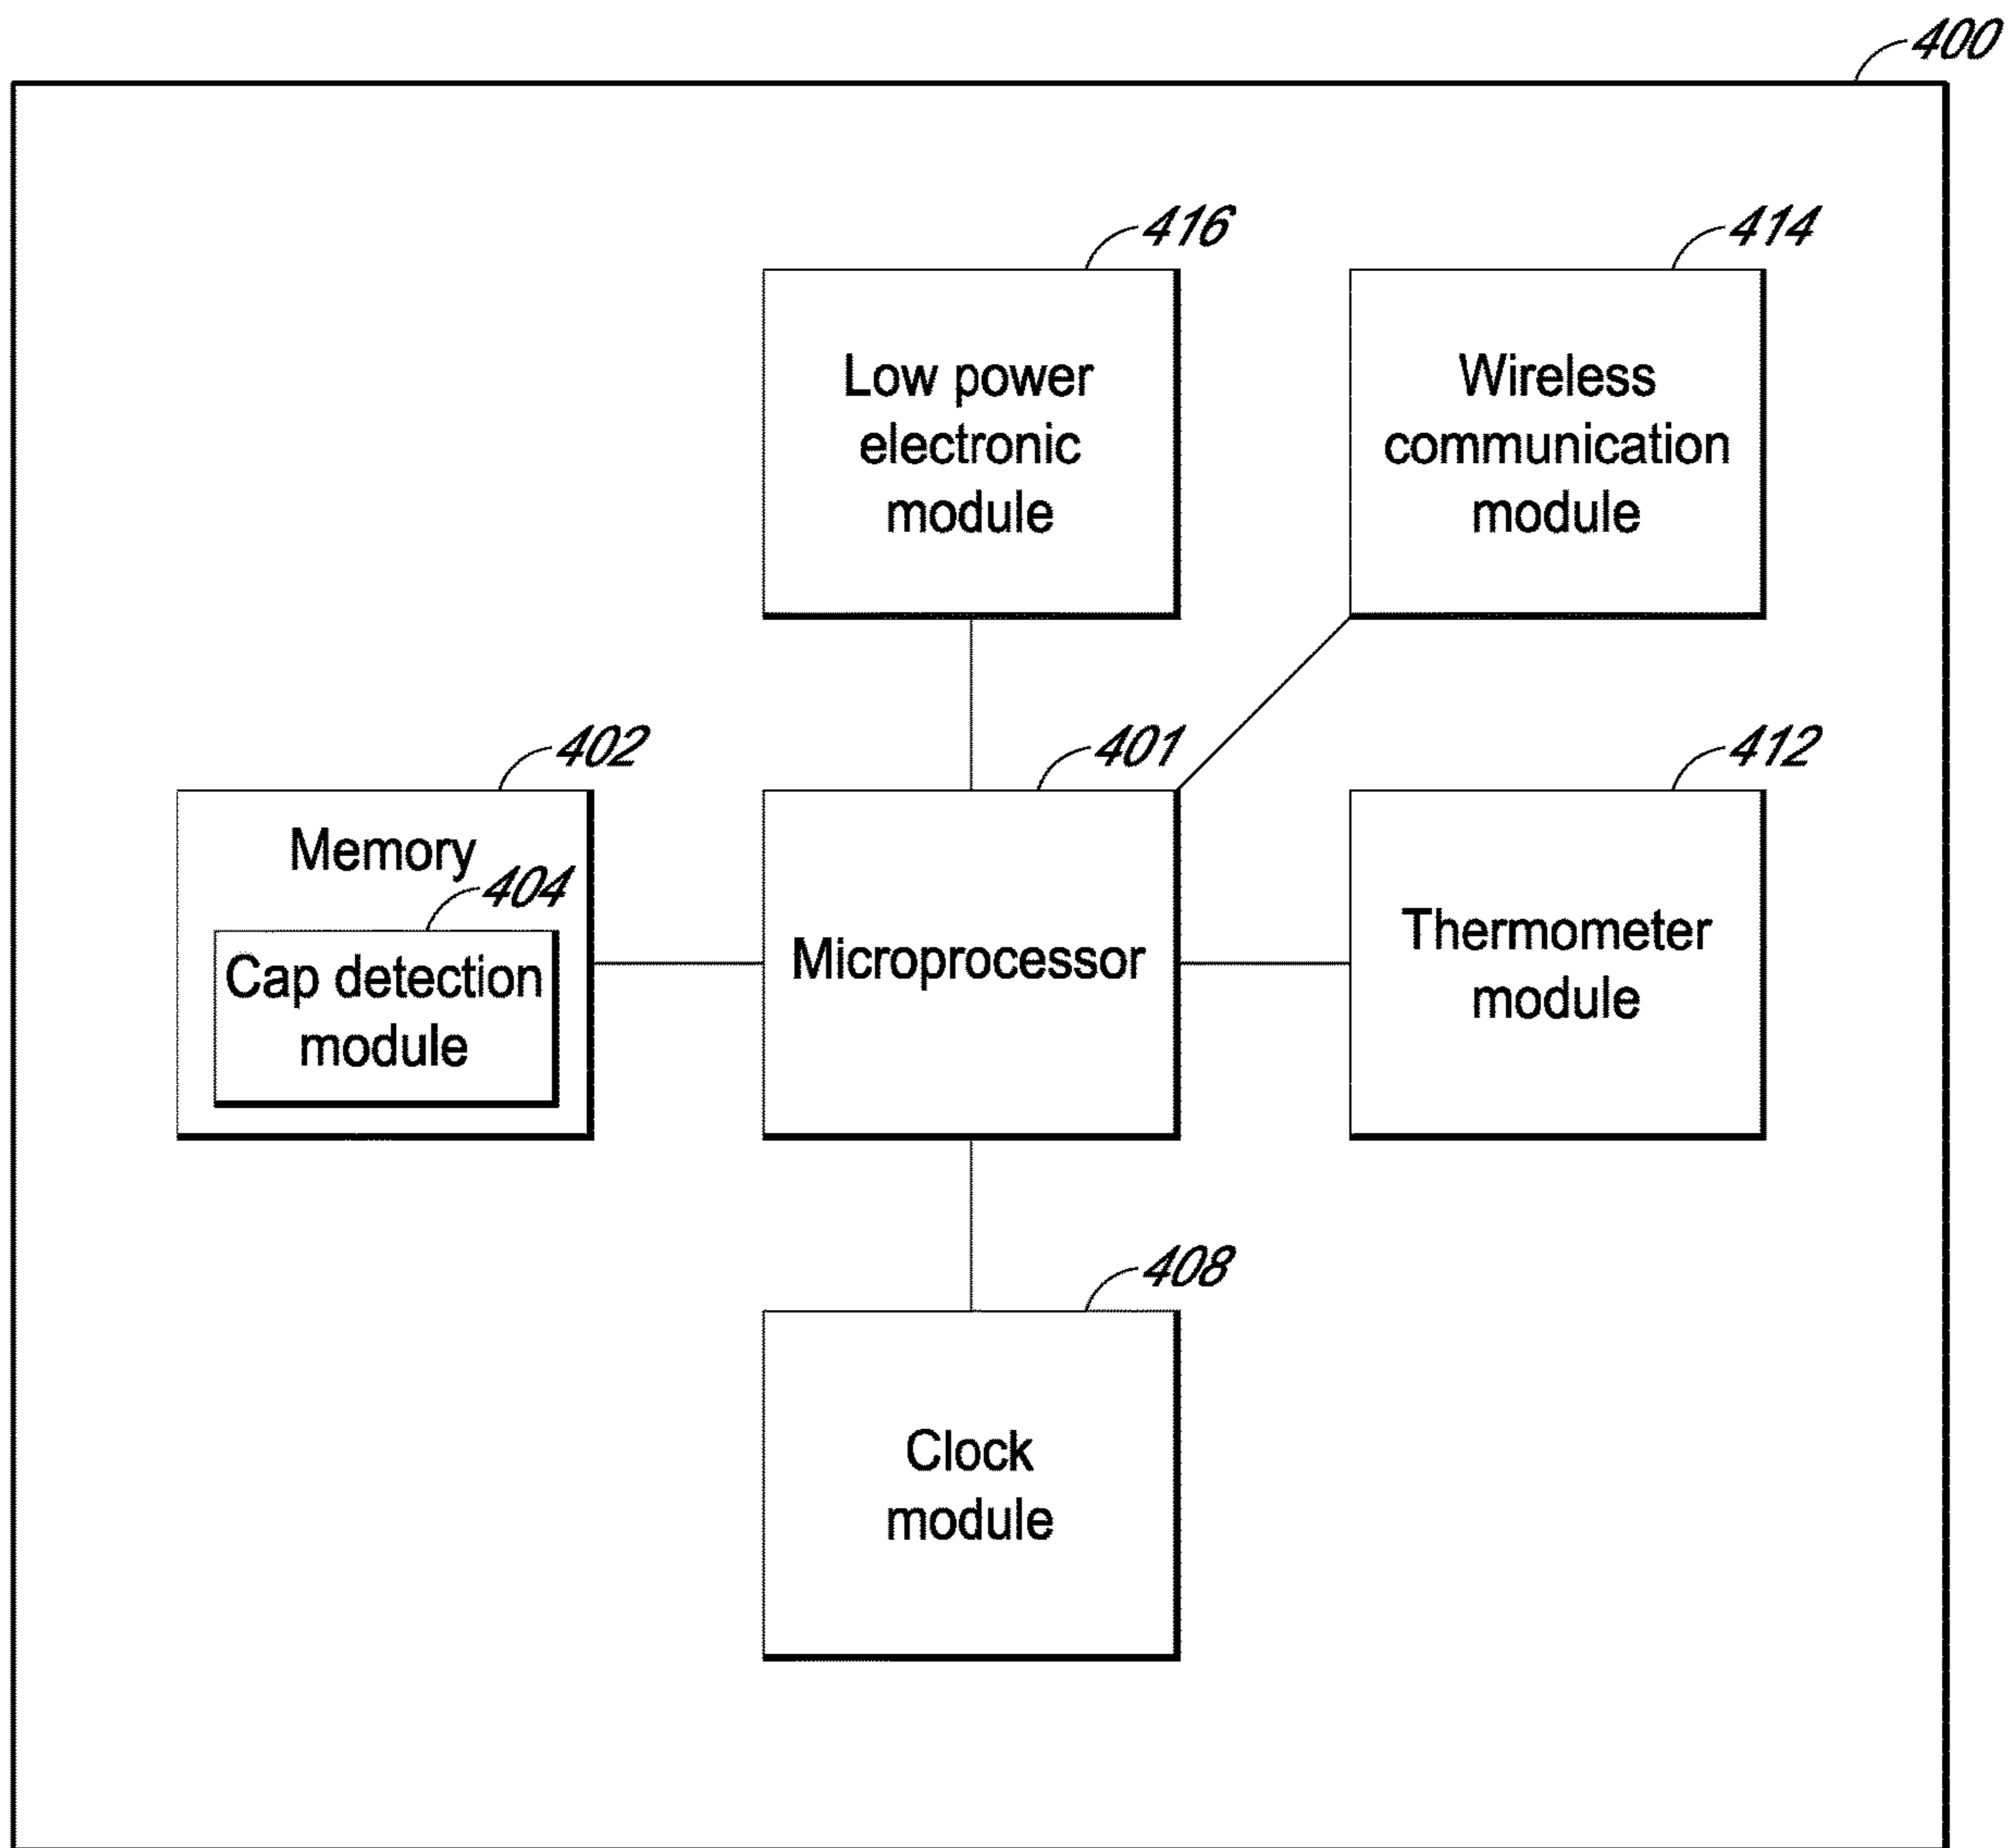 400
416
Low power
electronic
module
414
Wireless
communication
module
402
Memory
404
Cap detection
module
401
Microprocessor
412
Thermometer
module
408
Clock
module